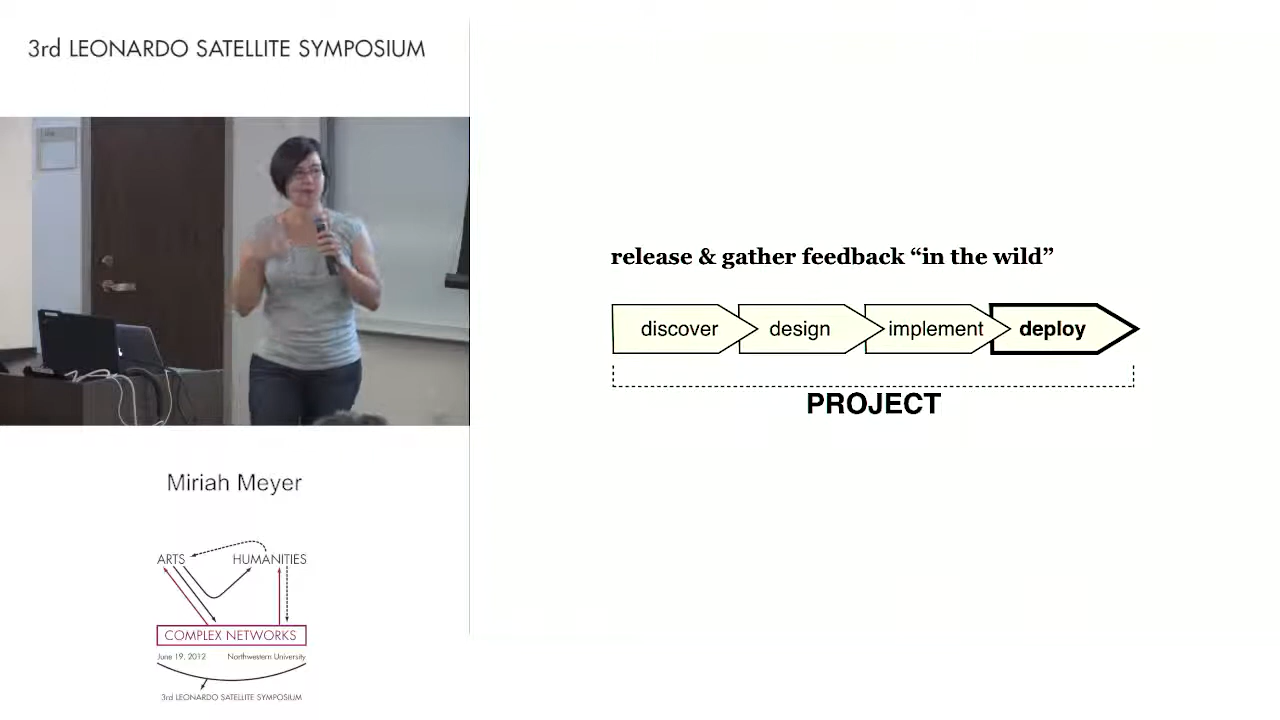 3rd LEONARDO SATELLITE SYMPOSIUM
release & gather feedback “in the wild”
discover
design
implement
deploy
PROJECT
Miriah Meyer
ARTS
HUMANITIES
COMPLEX NETWORKS
June 19, 2012
Northwestern University
3rd LEONARDO SATELLITE SYMPOSIUM